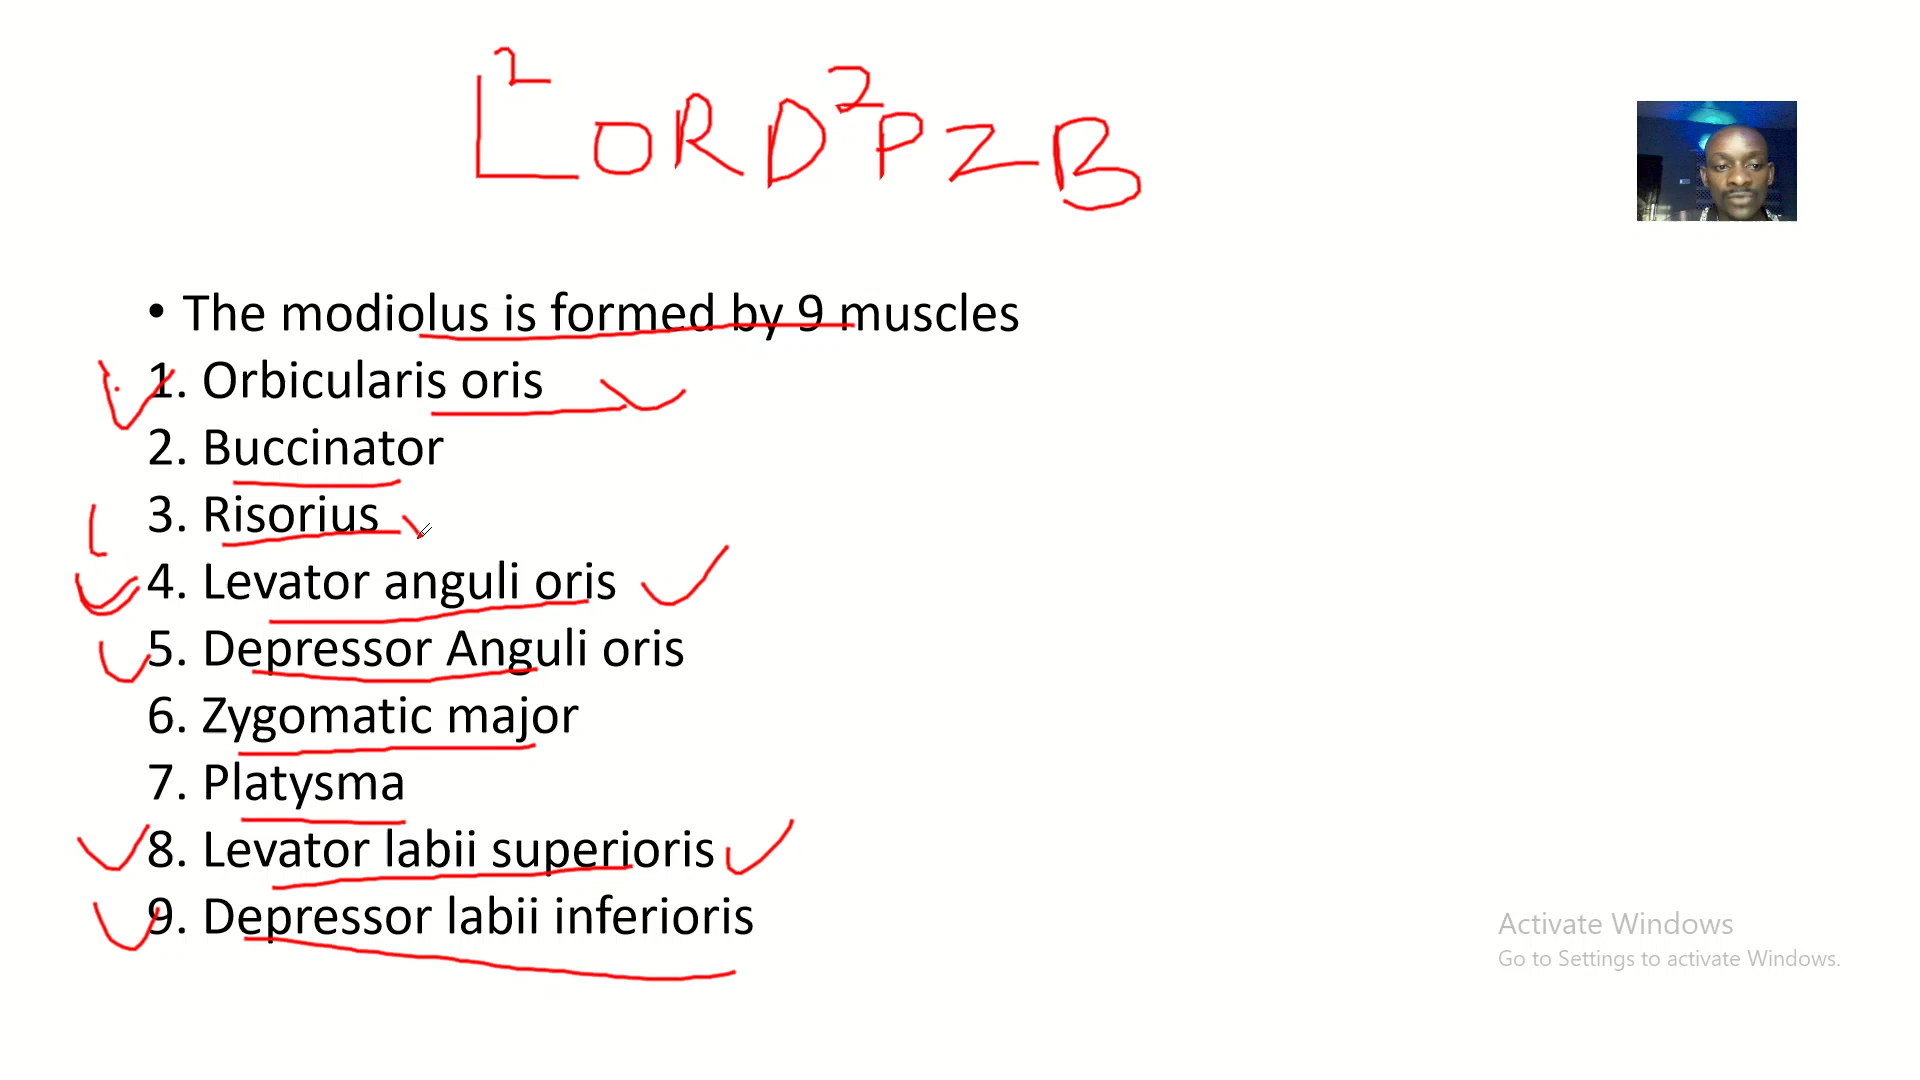 L²ORD²PZB
• The modiolus is formed by 9 muscles
1. Orbicularis oris
2. Buccinator
3. Risorius
4. Levator anguli oris
5. Depressor Anguli oris
6. Zygomatic major
7. Platysma
8. Levator labii superioris
9. Depressor labii inferioris
Activate Windows
Go to Settings to activate Windows.